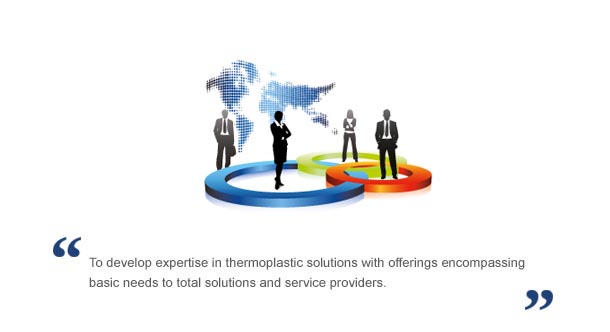 “ To develop expertise in thermoplastic solutions with offerings encompassing
basic needs to total solutions and service providers. ”